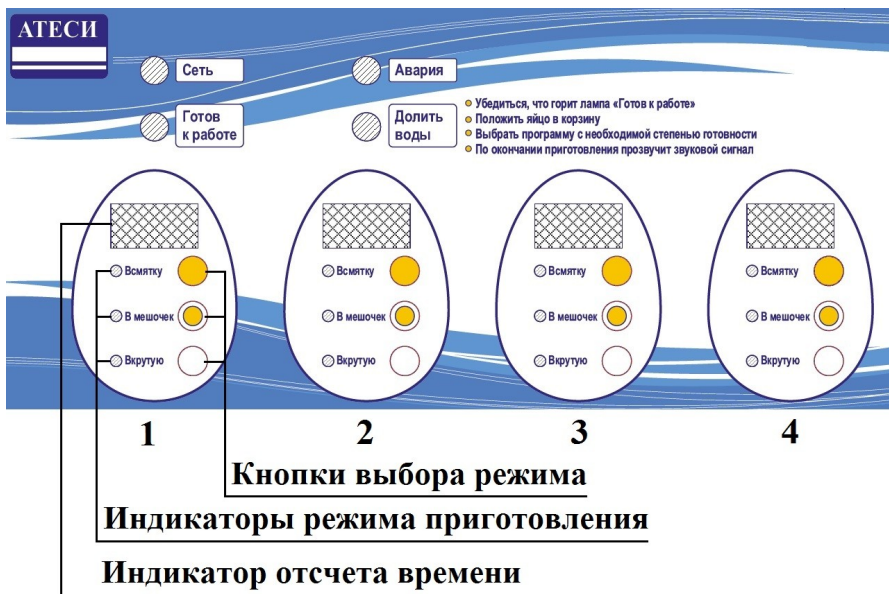 АТЕСИ
Сеть
Авария
Готов
к работе
Долить
воды
Убедиться, что горит лампа «Готов к работе»
Положить яйцо в корзину
Выбрать программу с необходимой степенью готовности
По окончании приготовления прозвучит звуковой сигнал
Всмятку
В мешочек
Вкрутую
Всмятку
В мешочек
Вкрутую
Всмятку
В мешочек
Вкрутую
Всмятку
В мешочек
Вкрутую
1 2 3 4
Кнопки выбора режима
Индикаторы режима приготовления
Индикатор отсчета времени